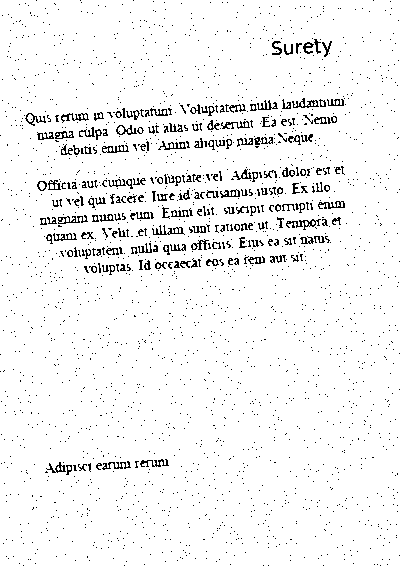 Surety
Quis rerum in voluptatum. Voluptatem nulla laudantium
magna culpa. Odio ut alias ut deserunt. Ea est. Nemo
debitis enim vel. Anim aliquip magna Neque.
Officia aut cumque voluptate vel. Adipisci dolor est et
ut vel qui facere. Iure id accusamus iusto. Ex illo
magnam minus eum. Enim elit, suscipit corrupti enim
quam ex. Velit, et ullam sunt ratione ut. Tempora et
voluptatem, nulla quia officiis. Eius ea sit natus
voluptas. Id occaecat eos ea rem aut sit.
Adipisci earum rerum